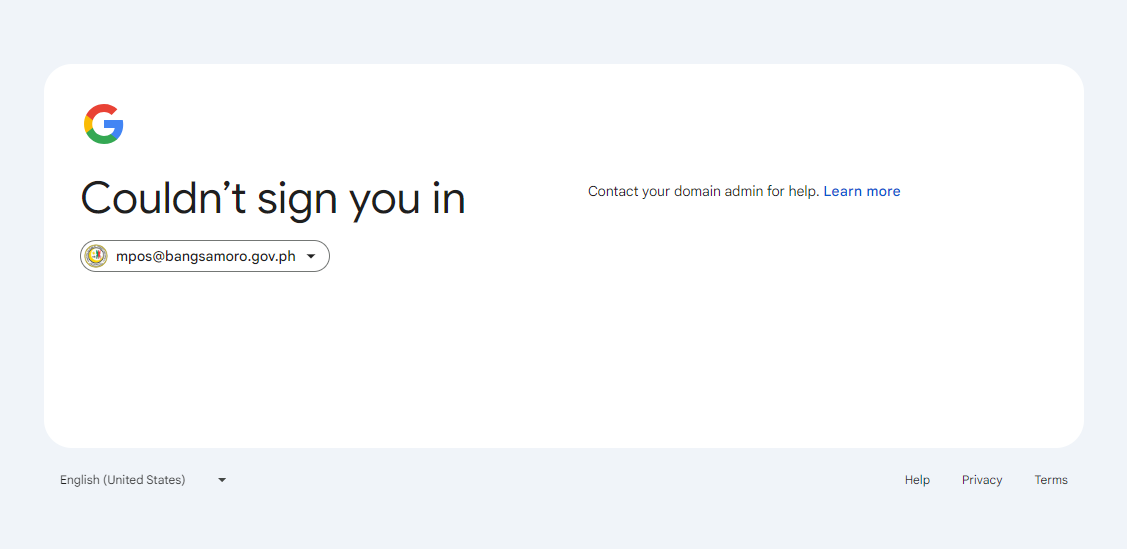 Couldn’t sign you in
mpos@bangsamoro.gov.ph
Contact your domain admin for help. Learn more
English (United States)
Help Privacy Terms